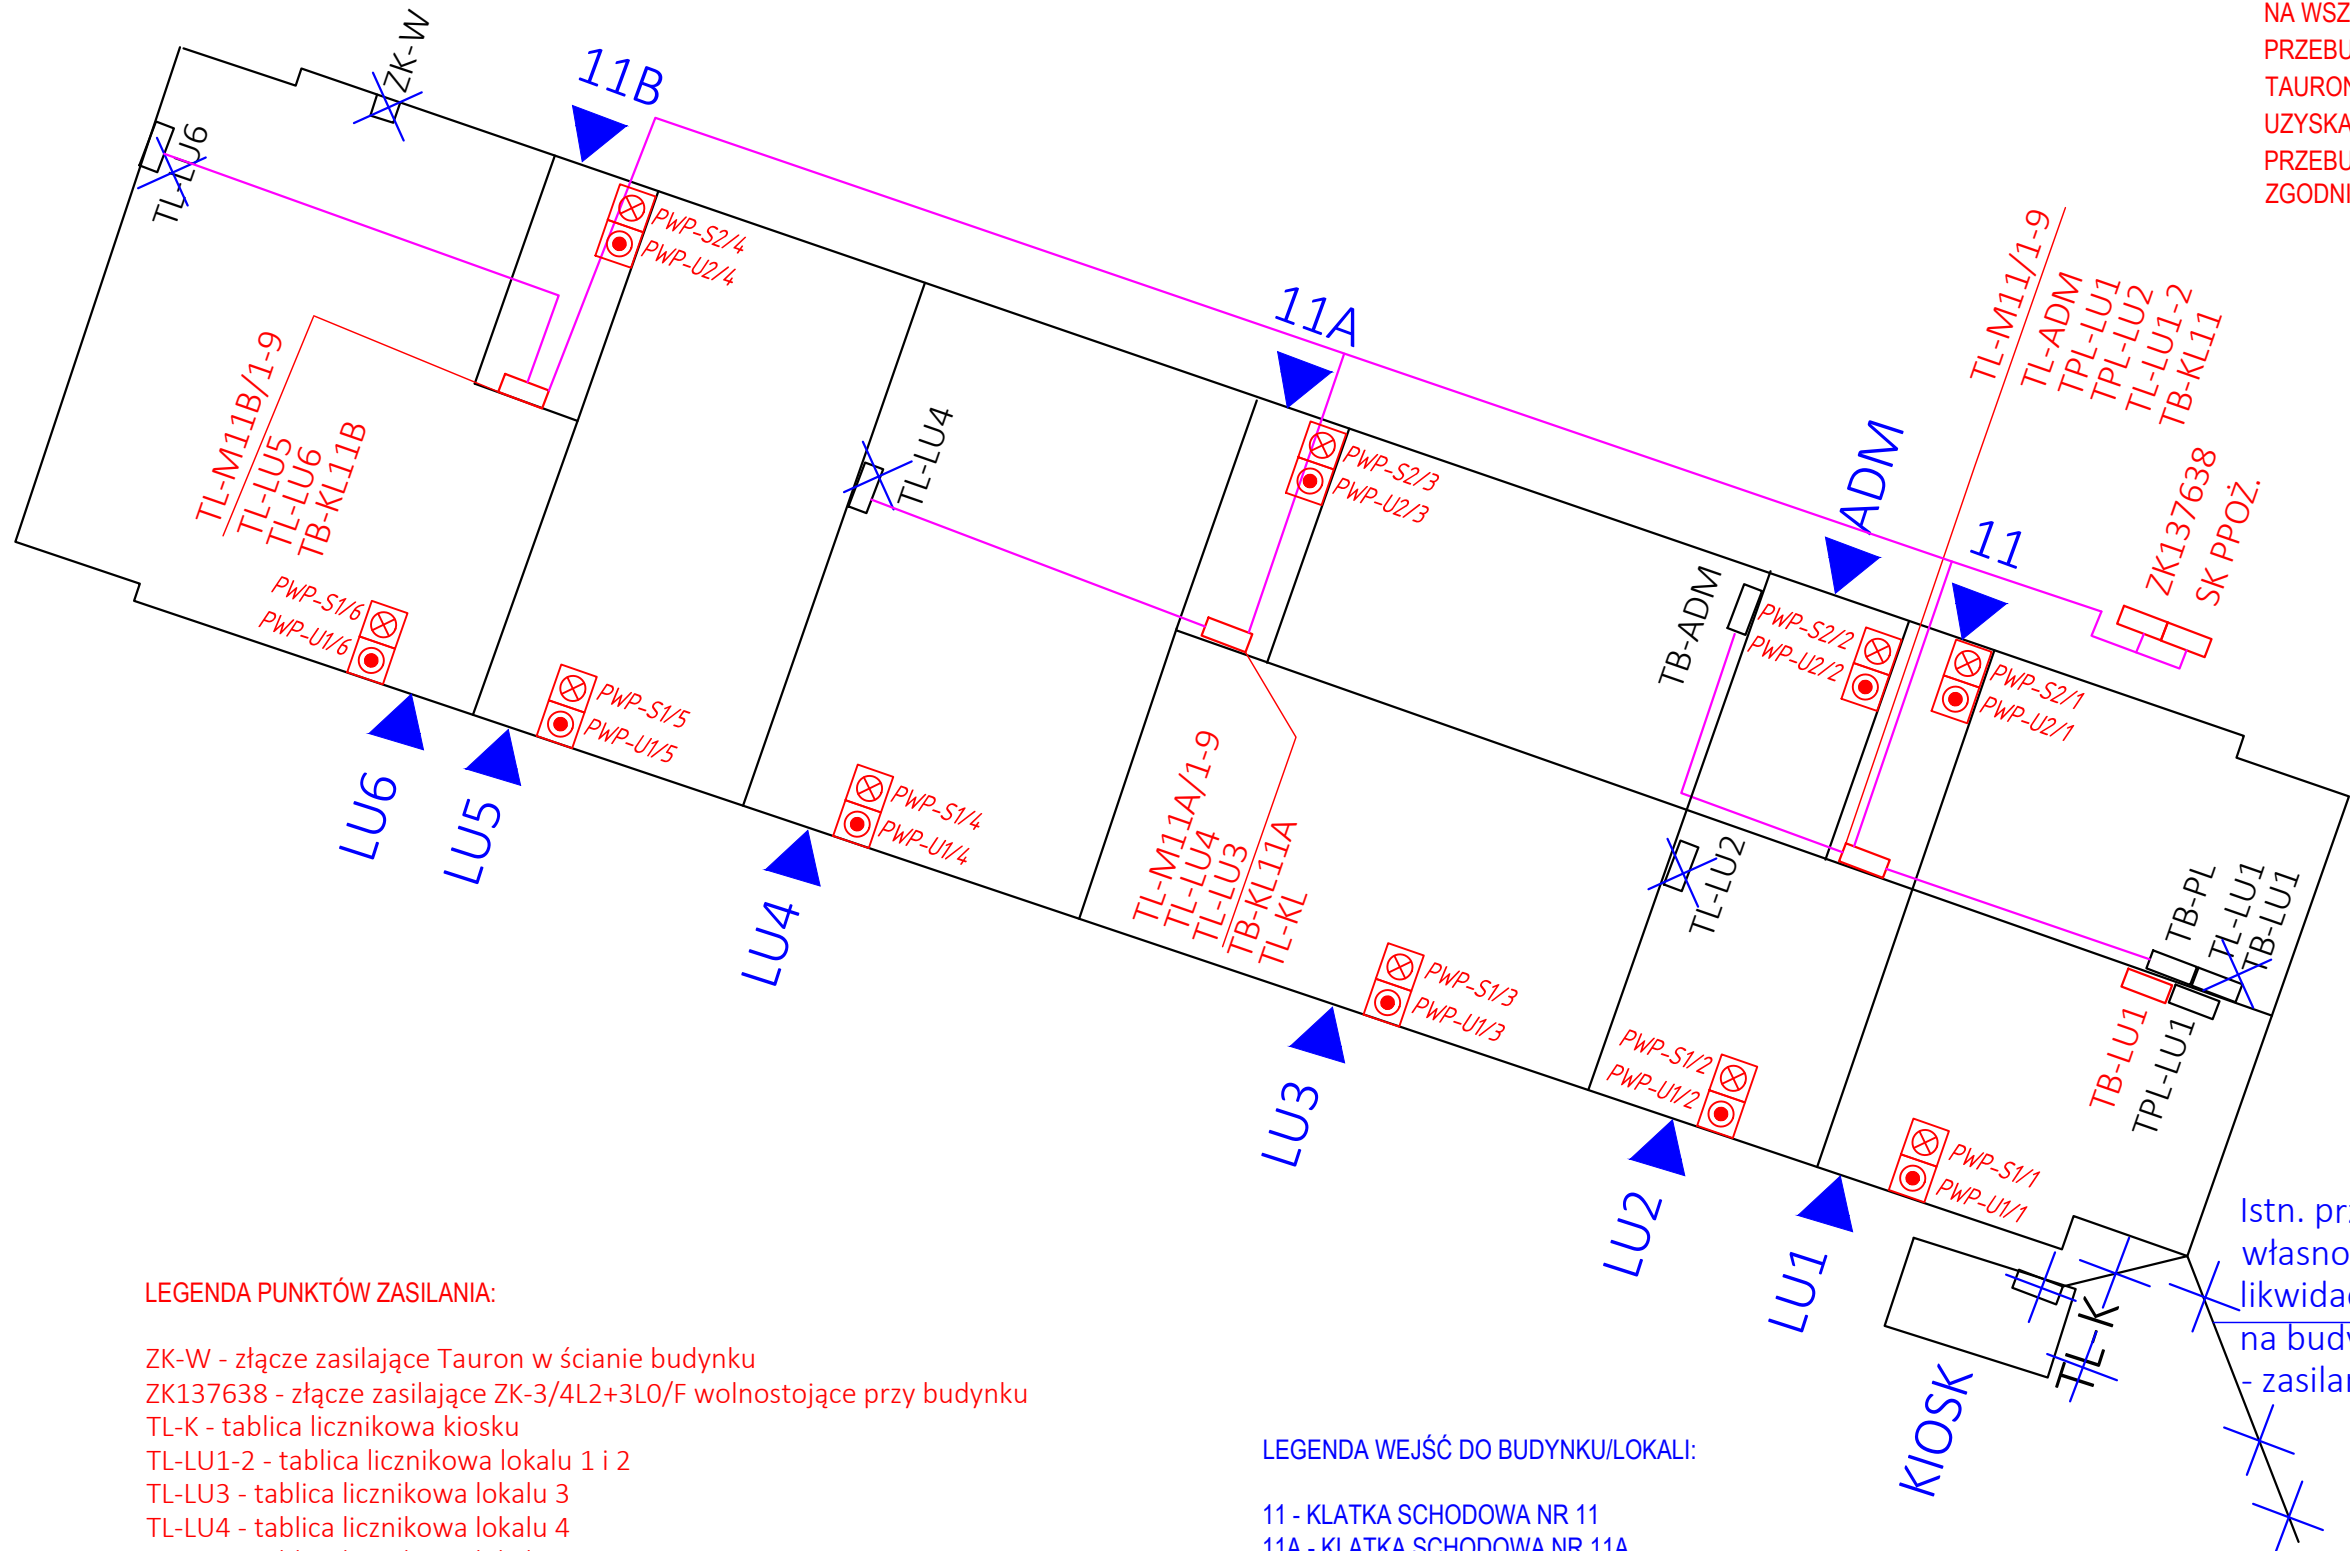 NA WSZ
PRZEBU
TAURON
UZYSKA
PRZEBU
ZGODNI
ZK-W
11B
TL-LU6
PWP-S2/4
PWP-U2/4
11A
TL-M11/1-9
TL-ADM
TPL-LU1
TPL-LU2
TL-LU1-2
TB-KL11
TL-M11B/1-9
TL-LU5
TL-LU6
TB-KL11B
TL-LU4
PWP-S2/3
PWP-U2/3
ADM
11
ZK137638
SK PPOŻ.
TB-ADM
PWP-S2/2
PWP-U2/2
PWP-S2/1
PWP-U2/1
PWP-S1/6
PWP-U1/6
PWP-S1/5
PWP-U1/5
LU6
LU5
PWP-S1/4
PWP-U1/4
LU4
TL-M11A/1-9
TL-LU4
TL-LU3
TB-KL11A
TL-KL
TL-LU2
TB-PL
TL-LU1
TB-LU1
TB-LU1
TPL-LU1
PWP-S1/3
PWP-U1/3
LU3
PWP-S1/2
PWP-U1/2
LU2
PWP-S1/1
PWP-U1/1
LU1
TL-K
KIOSK
Istn. prz
własno
likwidac
na budy
- zasilan
LEGENDA PUNKTÓW ZASILANIA:
ZK-W - złącze zasilające Tauron w ścianie budynku
ZK137638 - złącze zasilające ZK-3/4L2+3L0/F wolnostojące przy budynku
TL-K - tablica licznikowa kiosku
TL-LU1-2 - tablica licznikowa lokalu 1 i 2
TL-LU3 - tablica licznikowa lokalu 3
TL-LU4 - tablica licznikowa lokalu 4
LEGENDA WEJŚĆ DO BUDYNKU/LOKALI:
11 - KLATKA SCHODOWA NR 11
11A - KLATKA SCHODOWA NR 11A